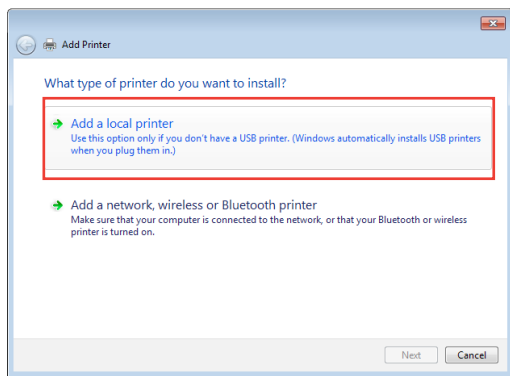 Add Printer
What type of printer do you want to install?
Add a local printer
Use this option only if you don't have a USB printer. (Windows automatically installs USB printers
when you plug them in.)
Add a network, wireless or Bluetooth printer
Make sure that your computer is connected to the network, or that your Bluetooth or wireless
printer is turned on.
Next Cancel